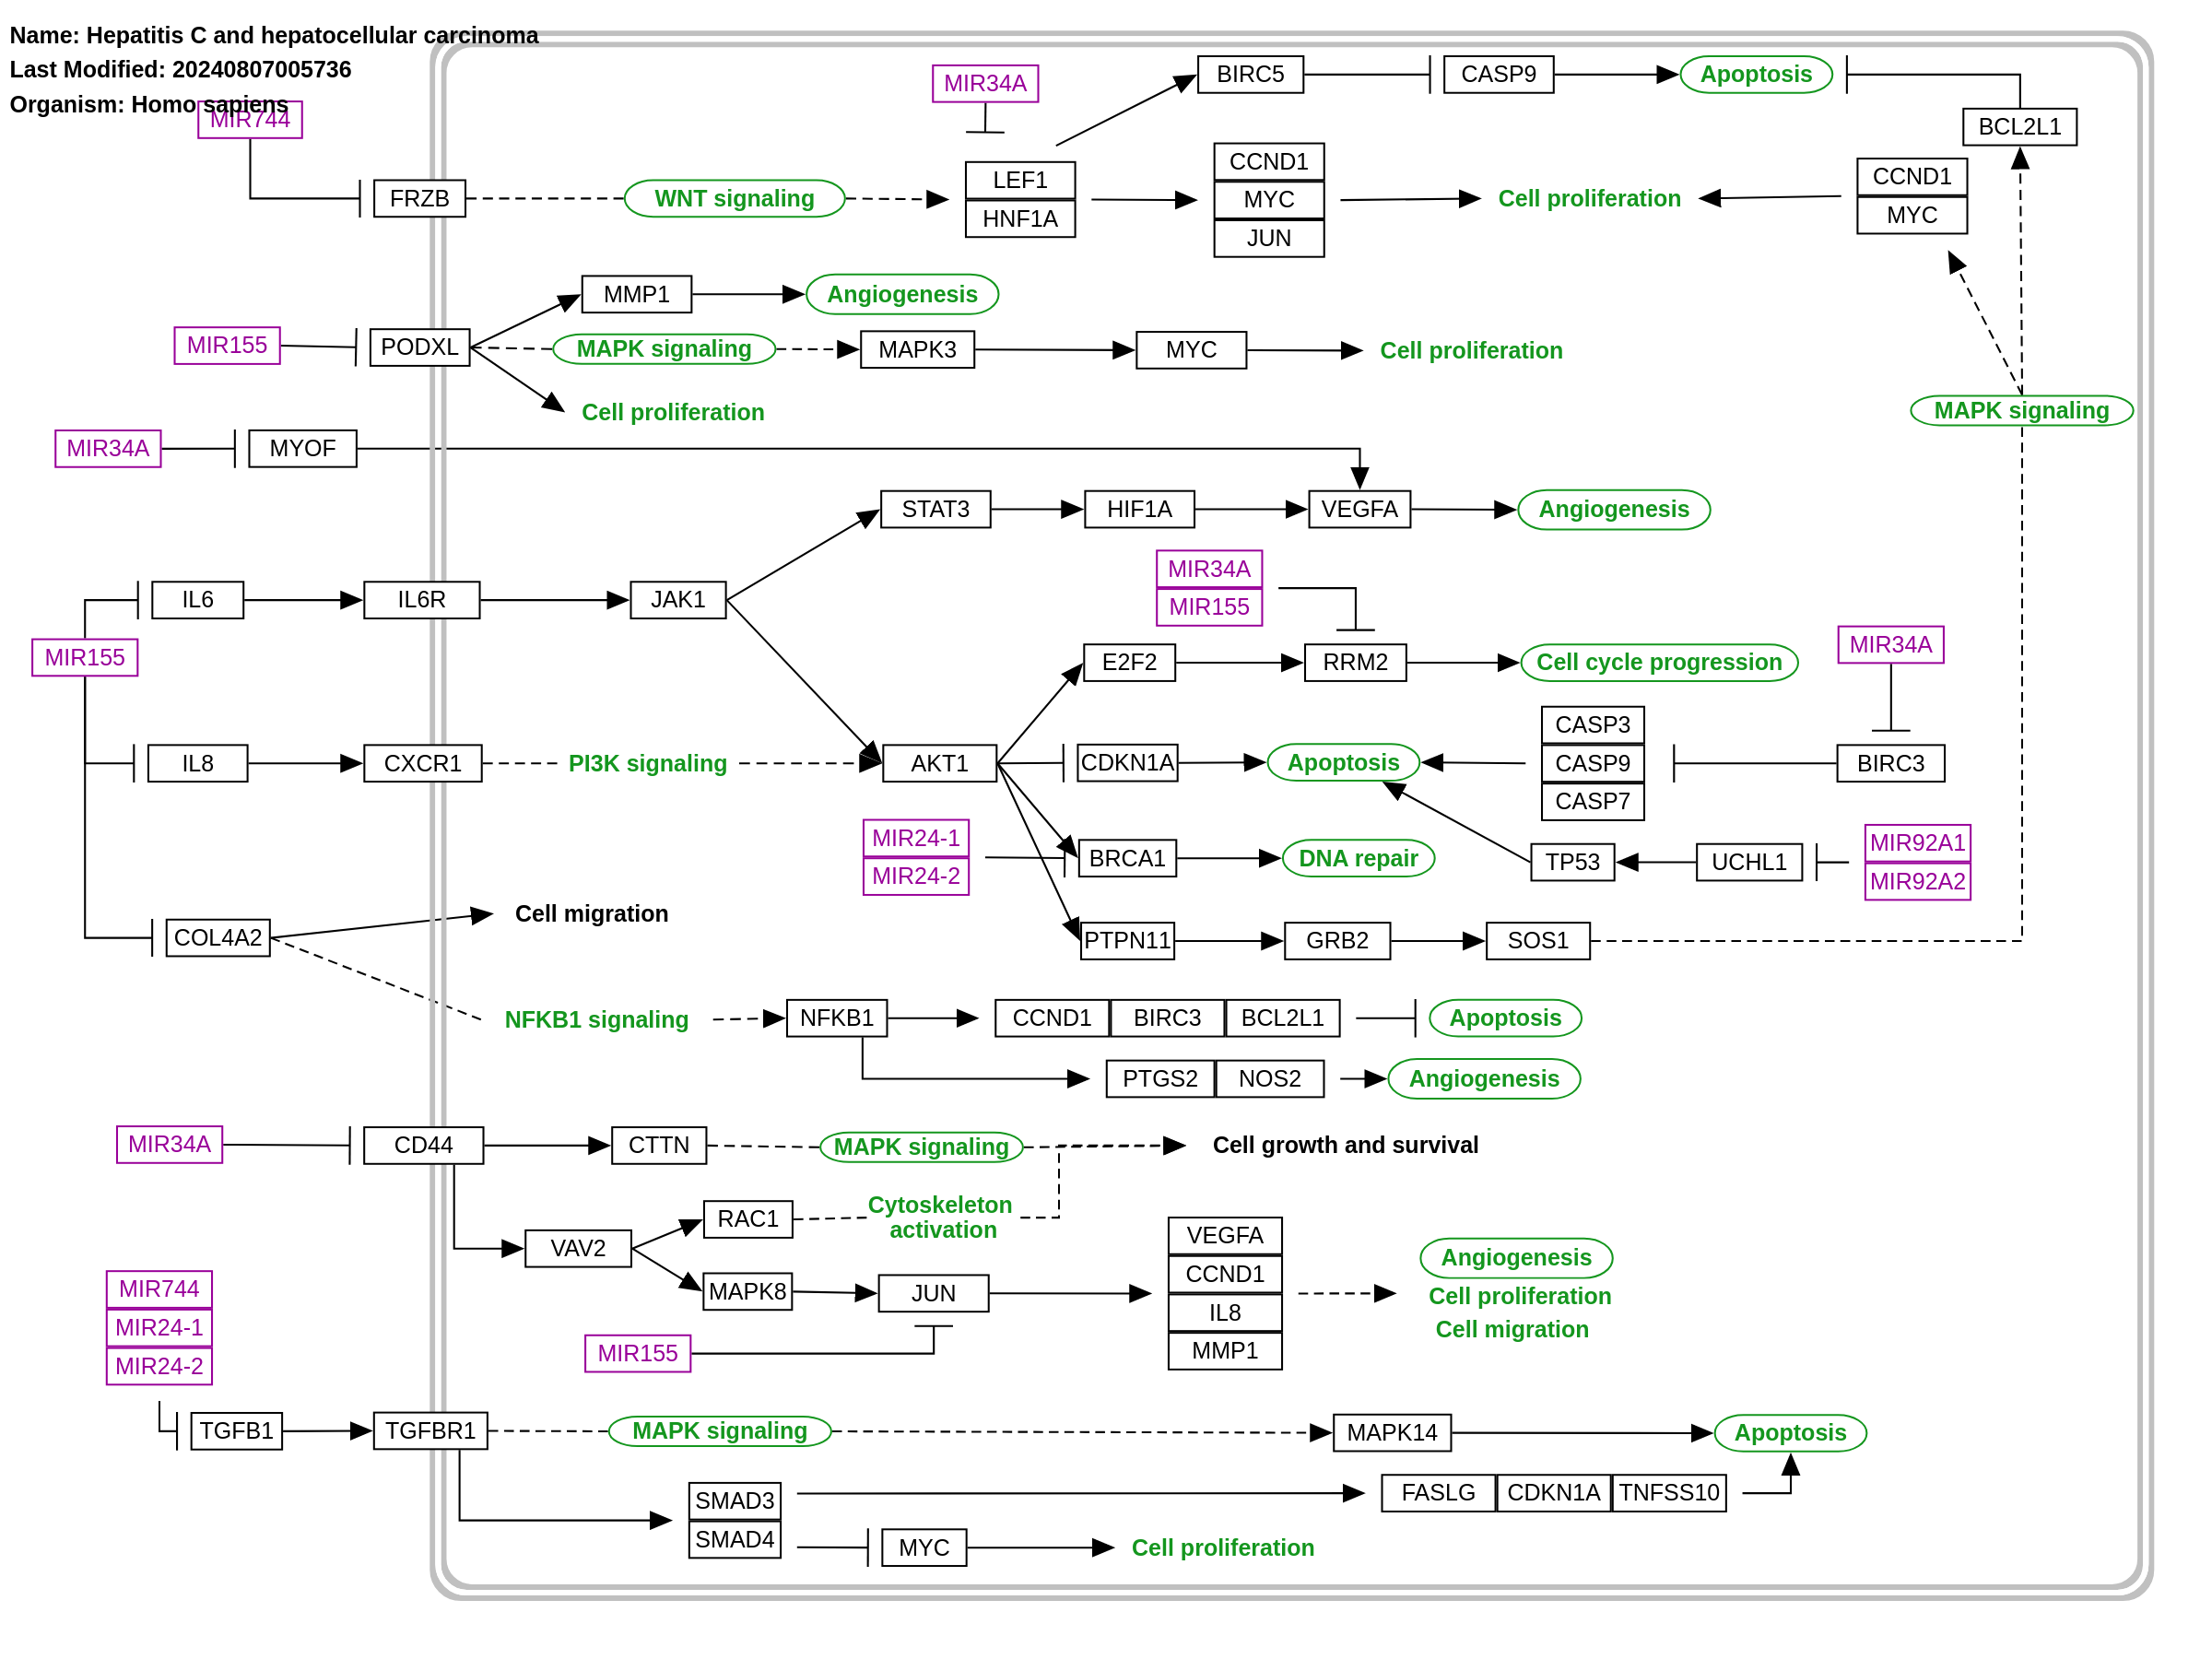 Name: Hepatitis C and hepatocellular carcinoma
Last Modified: 20240807005736
Organism: Homo sapiens
MIR744
MIR34A
BIRC5
CASP9
Apoptosis
BCL2L1
FRZB
WNT signaling
LEF1
HNF1A
CCND1
MYC
JUN
Cell proliferation
CCND1
MYC
MMP1
Angiogenesis
MIR155
PODXL
MAPK signaling
MAPK3
MYC
Cell proliferation
Cell proliferation
MAPK signaling
MIR34A
MYOF
STAT3
HIF1A
VEGFA
Angiogenesis
MIR34A
MIR155
IL6
IL6R
JAK1
MIR155
E2F2
RRM2
Cell cycle progression
MIR34A
IL8
CXCR1
PI3K signaling
AKT1
CDKN1A
Apoptosis
CASP3
CASP9
CASP7
BIRC3
MIR24-1
MIR24-2
BRCA1
DNA repair
TP53
UCHL1
MIR92A1
MIR92A2
COL4A2
Cell migration
PTPN11
GRB2
SOS1
NFKB1 signaling
NFKB1
CCND1
BIRC3
BCL2L1
Apoptosis
PTGS2
NOS2
Angiogenesis
MIR34A
CD44
CTTN
MAPK signaling
Cell growth and survival
RAC1
Cytoskeleton
activation
VAV2
MAPK8
JUN
VEGFA
CCND1
IL8
MMP1
Angiogenesis
Cell proliferation
Cell migration
MIR155
MIR744
MIR24-1
MIR24-2
TGFB1
TGFBR1
MAPK signaling
MAPK14
Apoptosis
SMAD3
SMAD4
FASLG
CDKN1A
TNFSS10
MYC
Cell proliferation